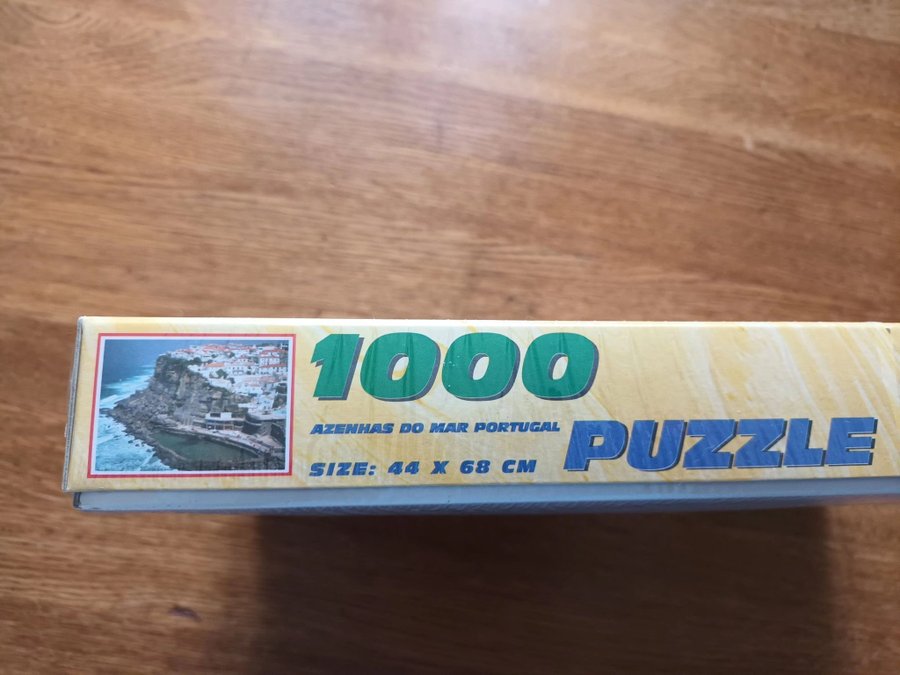 1000
AZENHAS DO MAR PORTUGAL
SIZE: 44 X 68 CM
PUZZLE